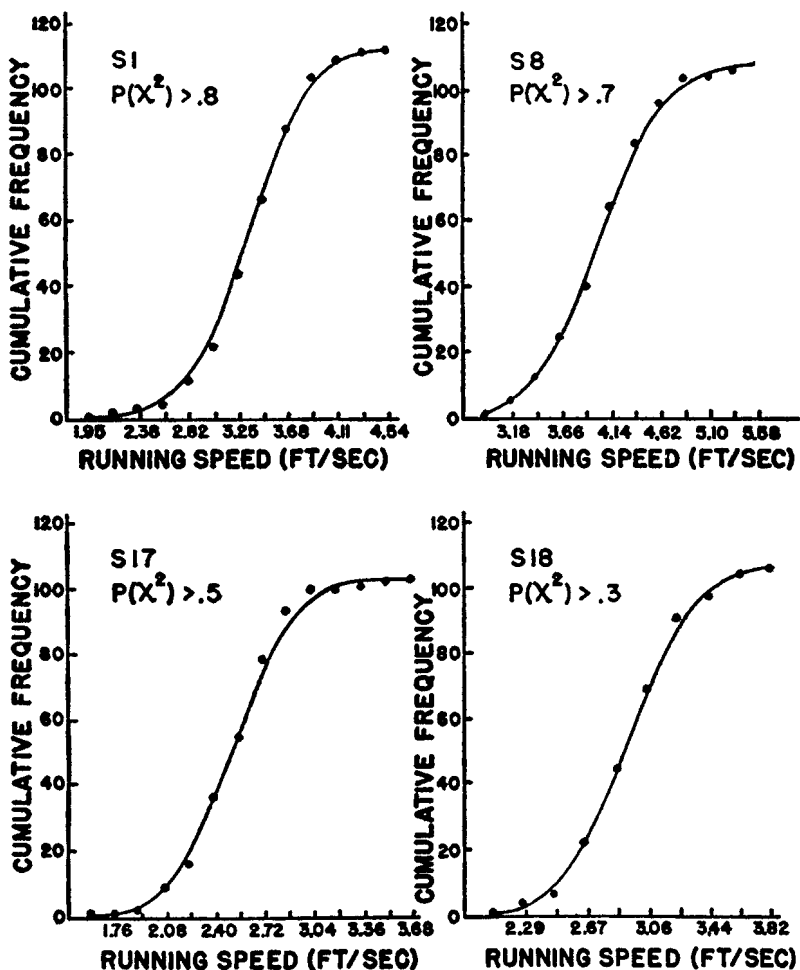 120
100
80
60
40
20
0
CUMULATIVE FREQUENCY
S1
P(χ²) >.8
1.95 2.38 2.82 3.25 3.68 4.11 4.54
RUNNING SPEED (FT/SEC)
120
100
80
60
40
20
0
CUMULATIVE FREQUENCY
S8
P(χ²) >.7
3.18 3.66 4.14 4.62 5.10 5.58
RUNNING SPEED (FT/SEC)
120
100
80
60
40
20
0
CUMULATIVE FREQUENCY
S17
P(χ²) >.5
1.76 2.08 2.40 2.72 3.04 3.36 3.68
RUNNING SPEED (FT/SEC)
120
100
80
60
40
20
0
CUMULATIVE FREQUENCY
S18
P(χ²) >.3
2.29 2.67 3.06 3.44 3.82
RUNNING SPEED (FT/SEC)